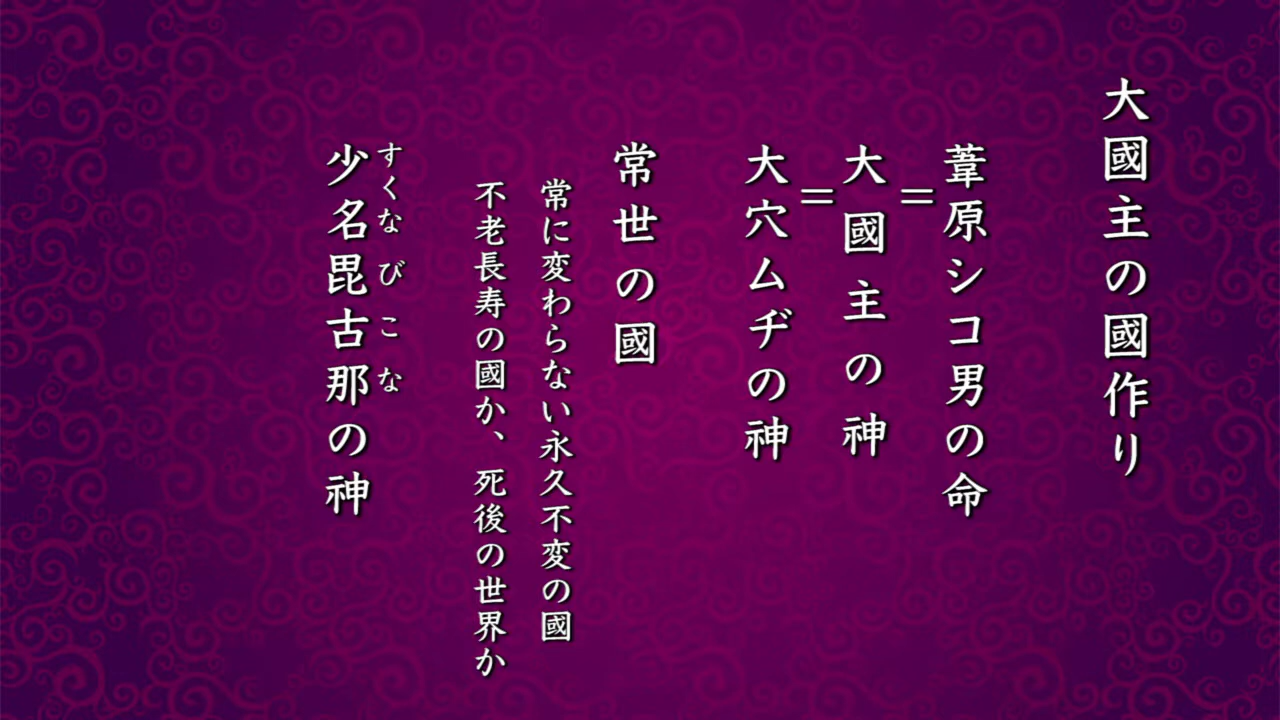 大國主の國作り
葦原シコ男の命
＝
大國主の神
＝
大穴ムヂの神
常世の國
常に変わらない永久不変の國
不老長寿の國か、死後の世界か
すくなびこな
少名毘古那の神